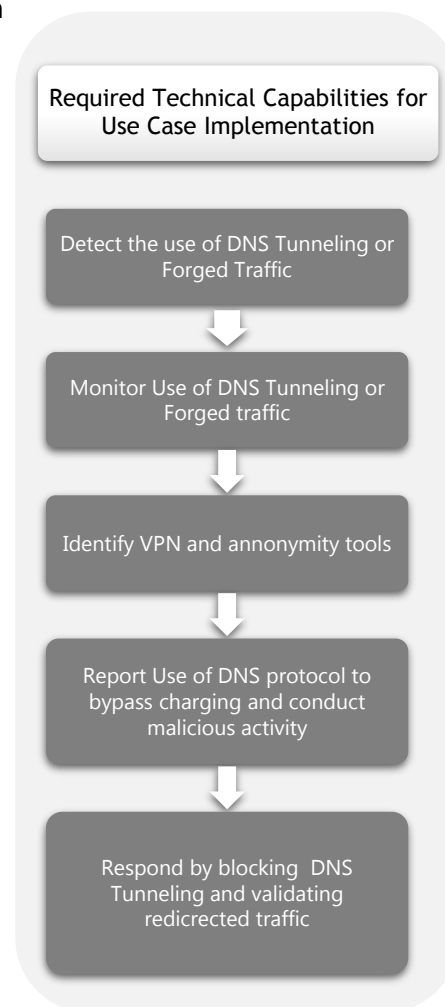 n
Required Technical Capabilities for
Use Case Implementation
Detect the use of DNS Tunneling or
Forged Traffic
Monitor Use of DNS Tunneling or
Forged traffic
Identify VPN and annonymity tools
Report Use of DNS protocol to
bypass charging and conduct
malicious activity
Respond by blocking DNS
Tunneling and validating
redicrected traffic